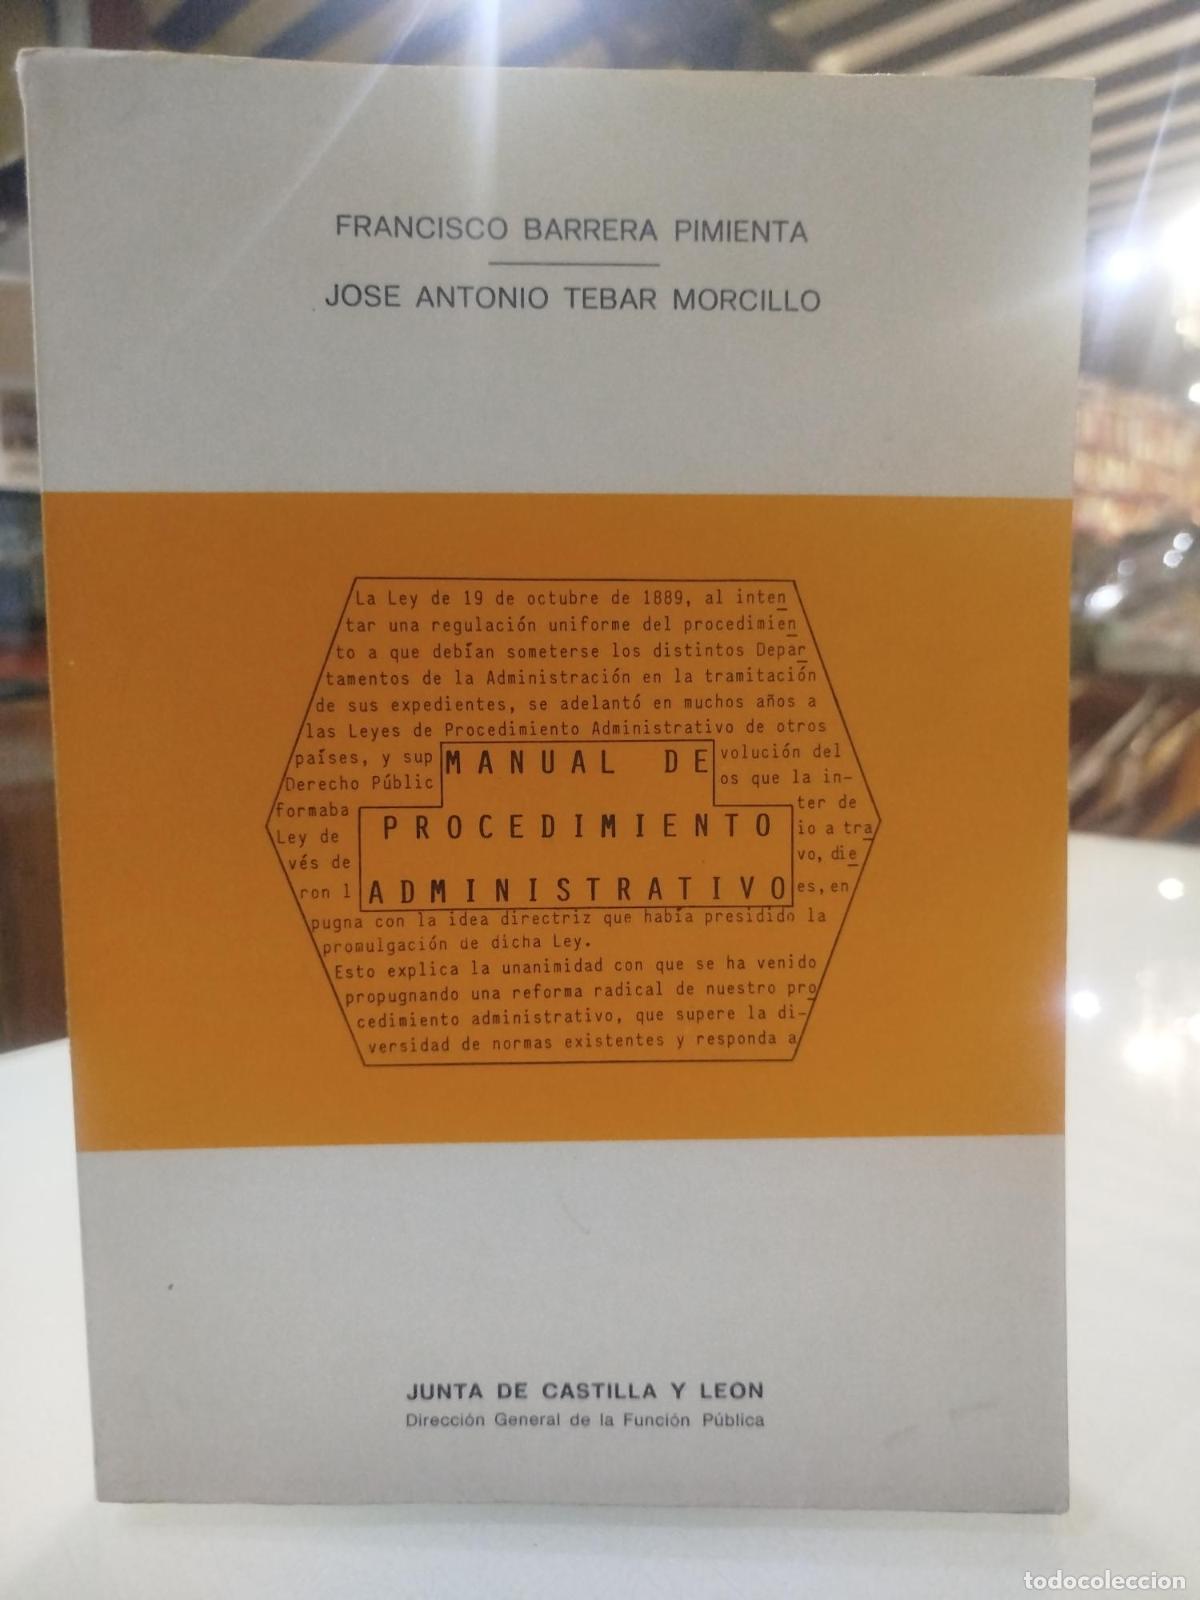 FRANCISCO BARRERA PIMIENTA
JOSE ANTONIO TEBAR MORCILLO
La Ley de 19 de octubre de 1889, al inten
tar una regulación uniforme del procedimien
to a que debían someterse los distintos Depar
tamentos de la Administración en la tramitación
de sus expedientes, se adelantó en muchos años a
las Leyes de Procedimiento Administrativo de otros
países, y sup
volución del
Derecho Públic
os que la in-
formaba
ter de
Ley de
io a tra
vés de
vo, die
ron l
es, en
MANUAL DE
PROCEDIMIENTO
ADMINISTRATIVO
pugna con la idea directriz que había presidido la
promulgación de dicha Ley.
Esto explica la unanimidad con que se ha venido
propugnando una reforma radical de nuestro pro
cedimiento administrativo, que supere la di-
versidad de normas existentes y responda a
JUNTA DE CASTILLA Y LEON
Dirección General de la Función Pública
todocoleccion